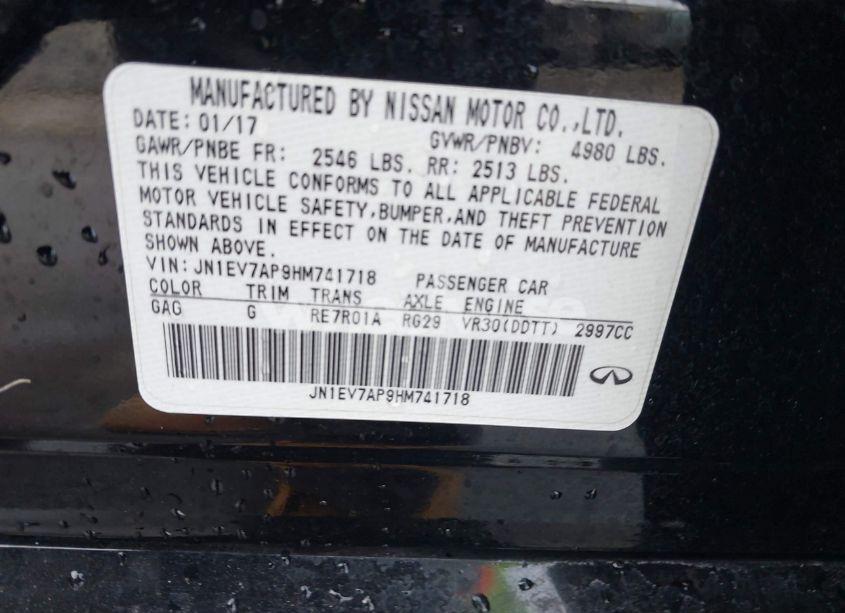 MANUFACTURED BY NISSAN MOTOR CO.,LTD.
DATE: 01/17 GVWR/PNBV: 4980 LBS.
GAWR/PNBE FR: 2546 LBS. RR: 2513 LBS.
THIS VEHICLE CONFORMS TO ALL APPLICABLE FEDERAL
MOTOR VEHICLE SAFETY,BUMPER,AND THEFT PREVENTION
STANDARDS IN EFFECT ON THE DATE OF MANUFACTURE
SHOWN ABOVE.
VIN: JN1EV7AP9HM741718 PASSENGER CAR
COLOR TRIM TRANS AXLE ENGINE
GAG G RE7R01A RG29 VR30(DDTT) 2997CC
JN1EV7AP9HM741718